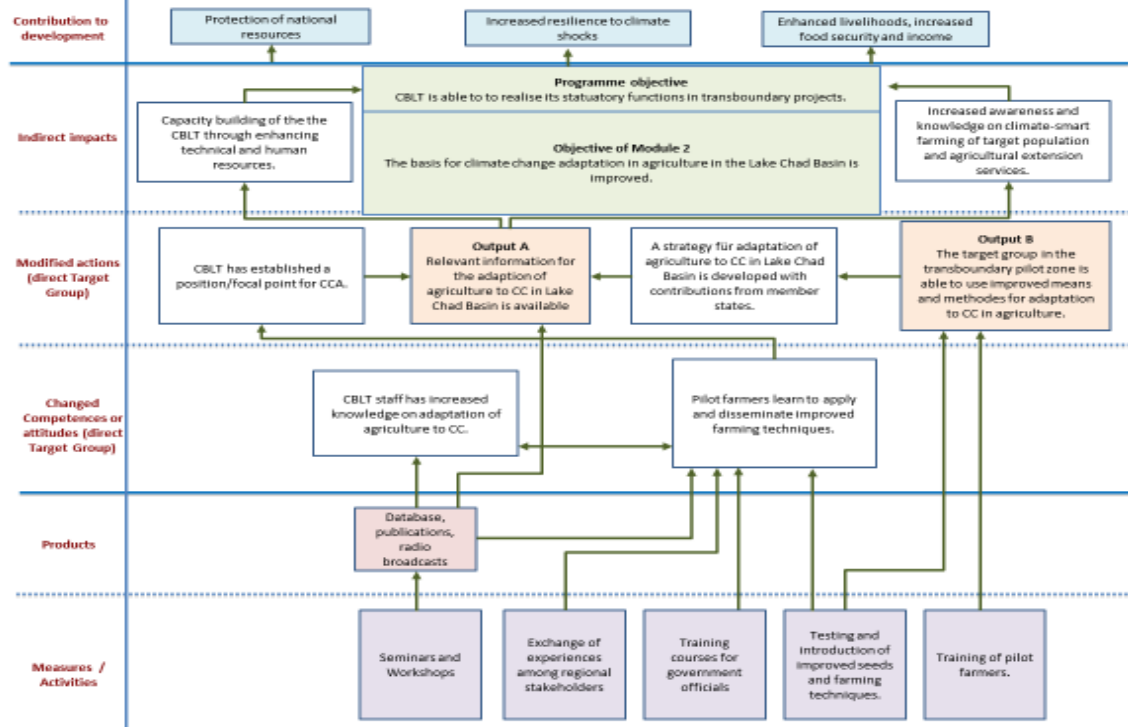 Contribution to
development
Protection of national
resources
Increased resilience to climate
shocks
Enhanced livelihoods, increased
food security and income
Indirect impacts
Capacity building of the the
CBLT through enhancing
technical and human
resources.
Programme objective
CBLT is able to to realise its statuatory functions in transboundary projects.
Objective of Module 2
The basis for climate change adaptation in agriculture in the Lake Chad Basin is
improved.
Increased awareness and
knowledge on climate-smart
farming of target population
and agricultural extension
services.
Modified actions
(direct Target
Group)
CBLT has established a
position/focal point for CCA.
Output A
Relevant information for
the adaption of
agriculture to CC in Lake
Chad Basin is available
A strategy für adaptation of
agriculture to CC in Lake Chad
Basin is developed with
contributions from member
states.
Output B
The target group in the
transboundary pilot zone is
able to use improved means
and methodes for adaptation
to CC in agriculture.
Changed
Competences or
attitudes (direct
Target Group)
CBLT staff has increased
knowledge on adaptation of
agriculture to CC.
Pilot farmers learn to apply
and disseminate improved
farming techniques.
Products
Database,
publications,
radio
broadcasts
Measures /
Activities
Seminars and
Workshops
Exchange of
experiences
among regional
stakeholders
Training
courses for
government
officials
Testing and
introduction of
improved seeds
and farming
techniques.
Training of pilot
farmers.